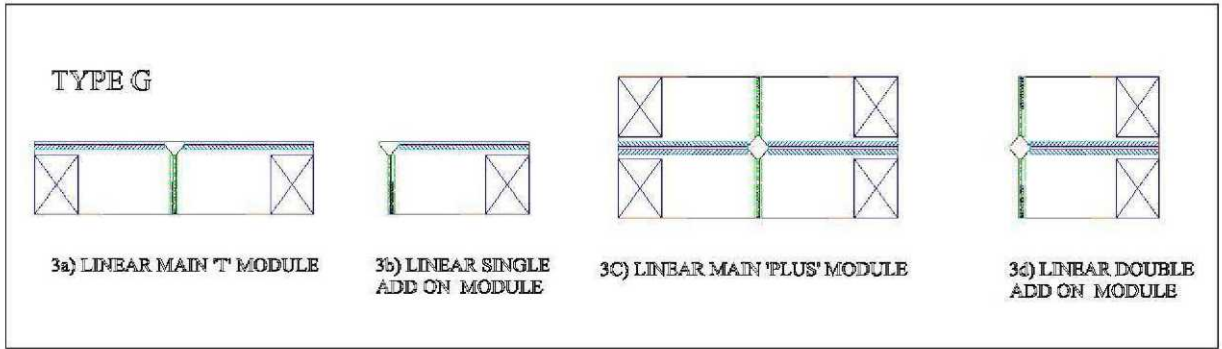 TYPE G
3a) LINEAR MAIN 'T' MODULE
3b) LINEAR SINGLE
ADD ON MODULE
3C) LINEAR MAIN 'PLUS' MODULE
3d) LINEAR DOUBLE
ADD ON MODULE